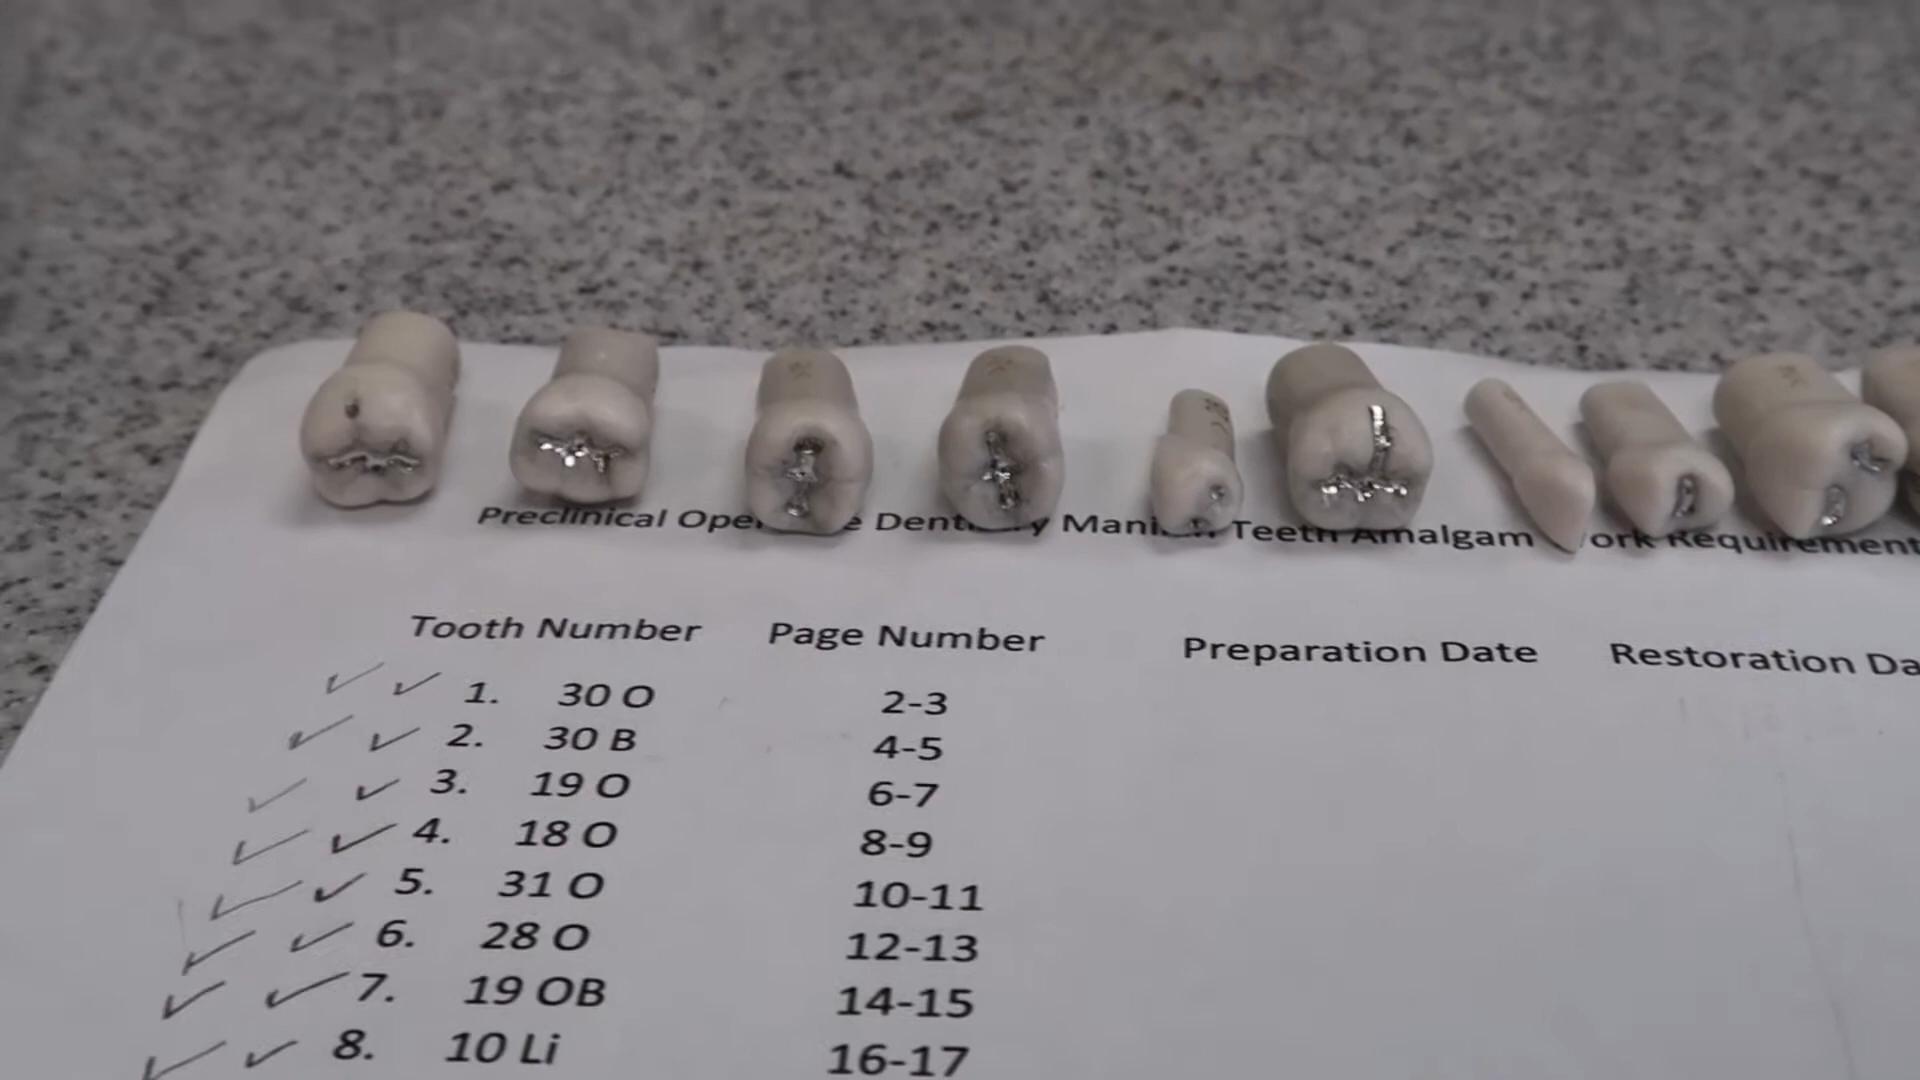 Preclinical Ope e Dent y Mani Teeth Amalgam ork Requirement
Tooth Number Page Number Preparation Date Restoration Da
1. 30 O 2-3
2. 30 B 4-5
3. 19 O 6-7
4. 18 O 8-9
5. 31 O 10-11
6. 28 O 12-13
7. 19 OB 14-15
8. 10 Li 16-17